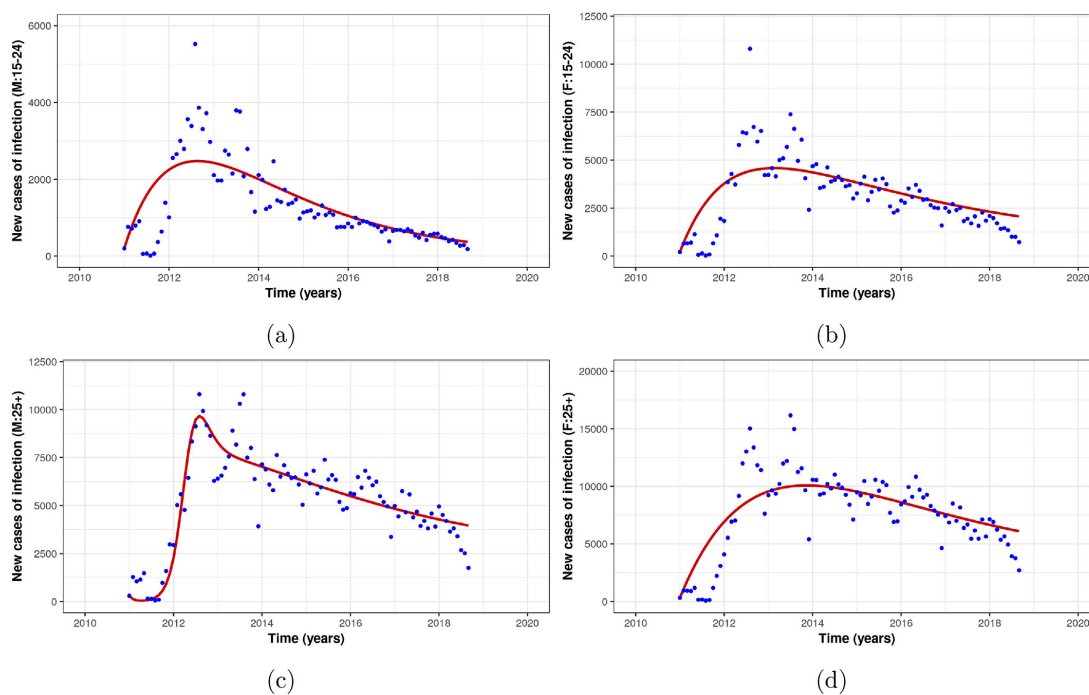 New cases of infection (M:15-24)
6000
4000
2000
0
2010 2012 2014 2016 2018 2020
Time (years)
(a)
New cases of infection (F:15-24)
12500
10000
7500
5000
2500
0
2010 2012 2014 2016 2018 2020
Time (years)
(b)
New cases of infection (M:25+)
12500
10000
7500
5000
2500
0
2010 2012 2014 2016 2018 2020
Time (years)
(c)
New cases of infection (F:25+)
20000
15000
10000
5000
0
2010 2012 2014 2016 2018 2020
Time (years)
(d)